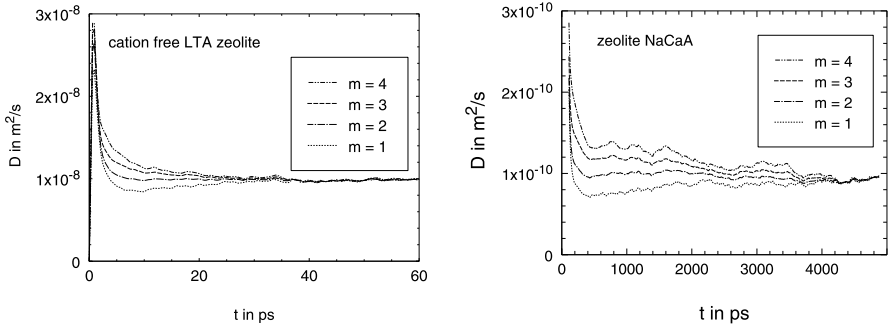 3x10-8
cation free LTA zeolite
m = 4
m = 3
m = 2
m = 1
2x10-8
D in m2/s
1x10-8
0
0
20
40
60
t in ps
3x10-10
zeolite NaCaA
m = 4
m = 3
m = 2
m = 1
2x10-10
D in m2/s
1x10-10
0
0
1000
2000
3000
4000
t in ps